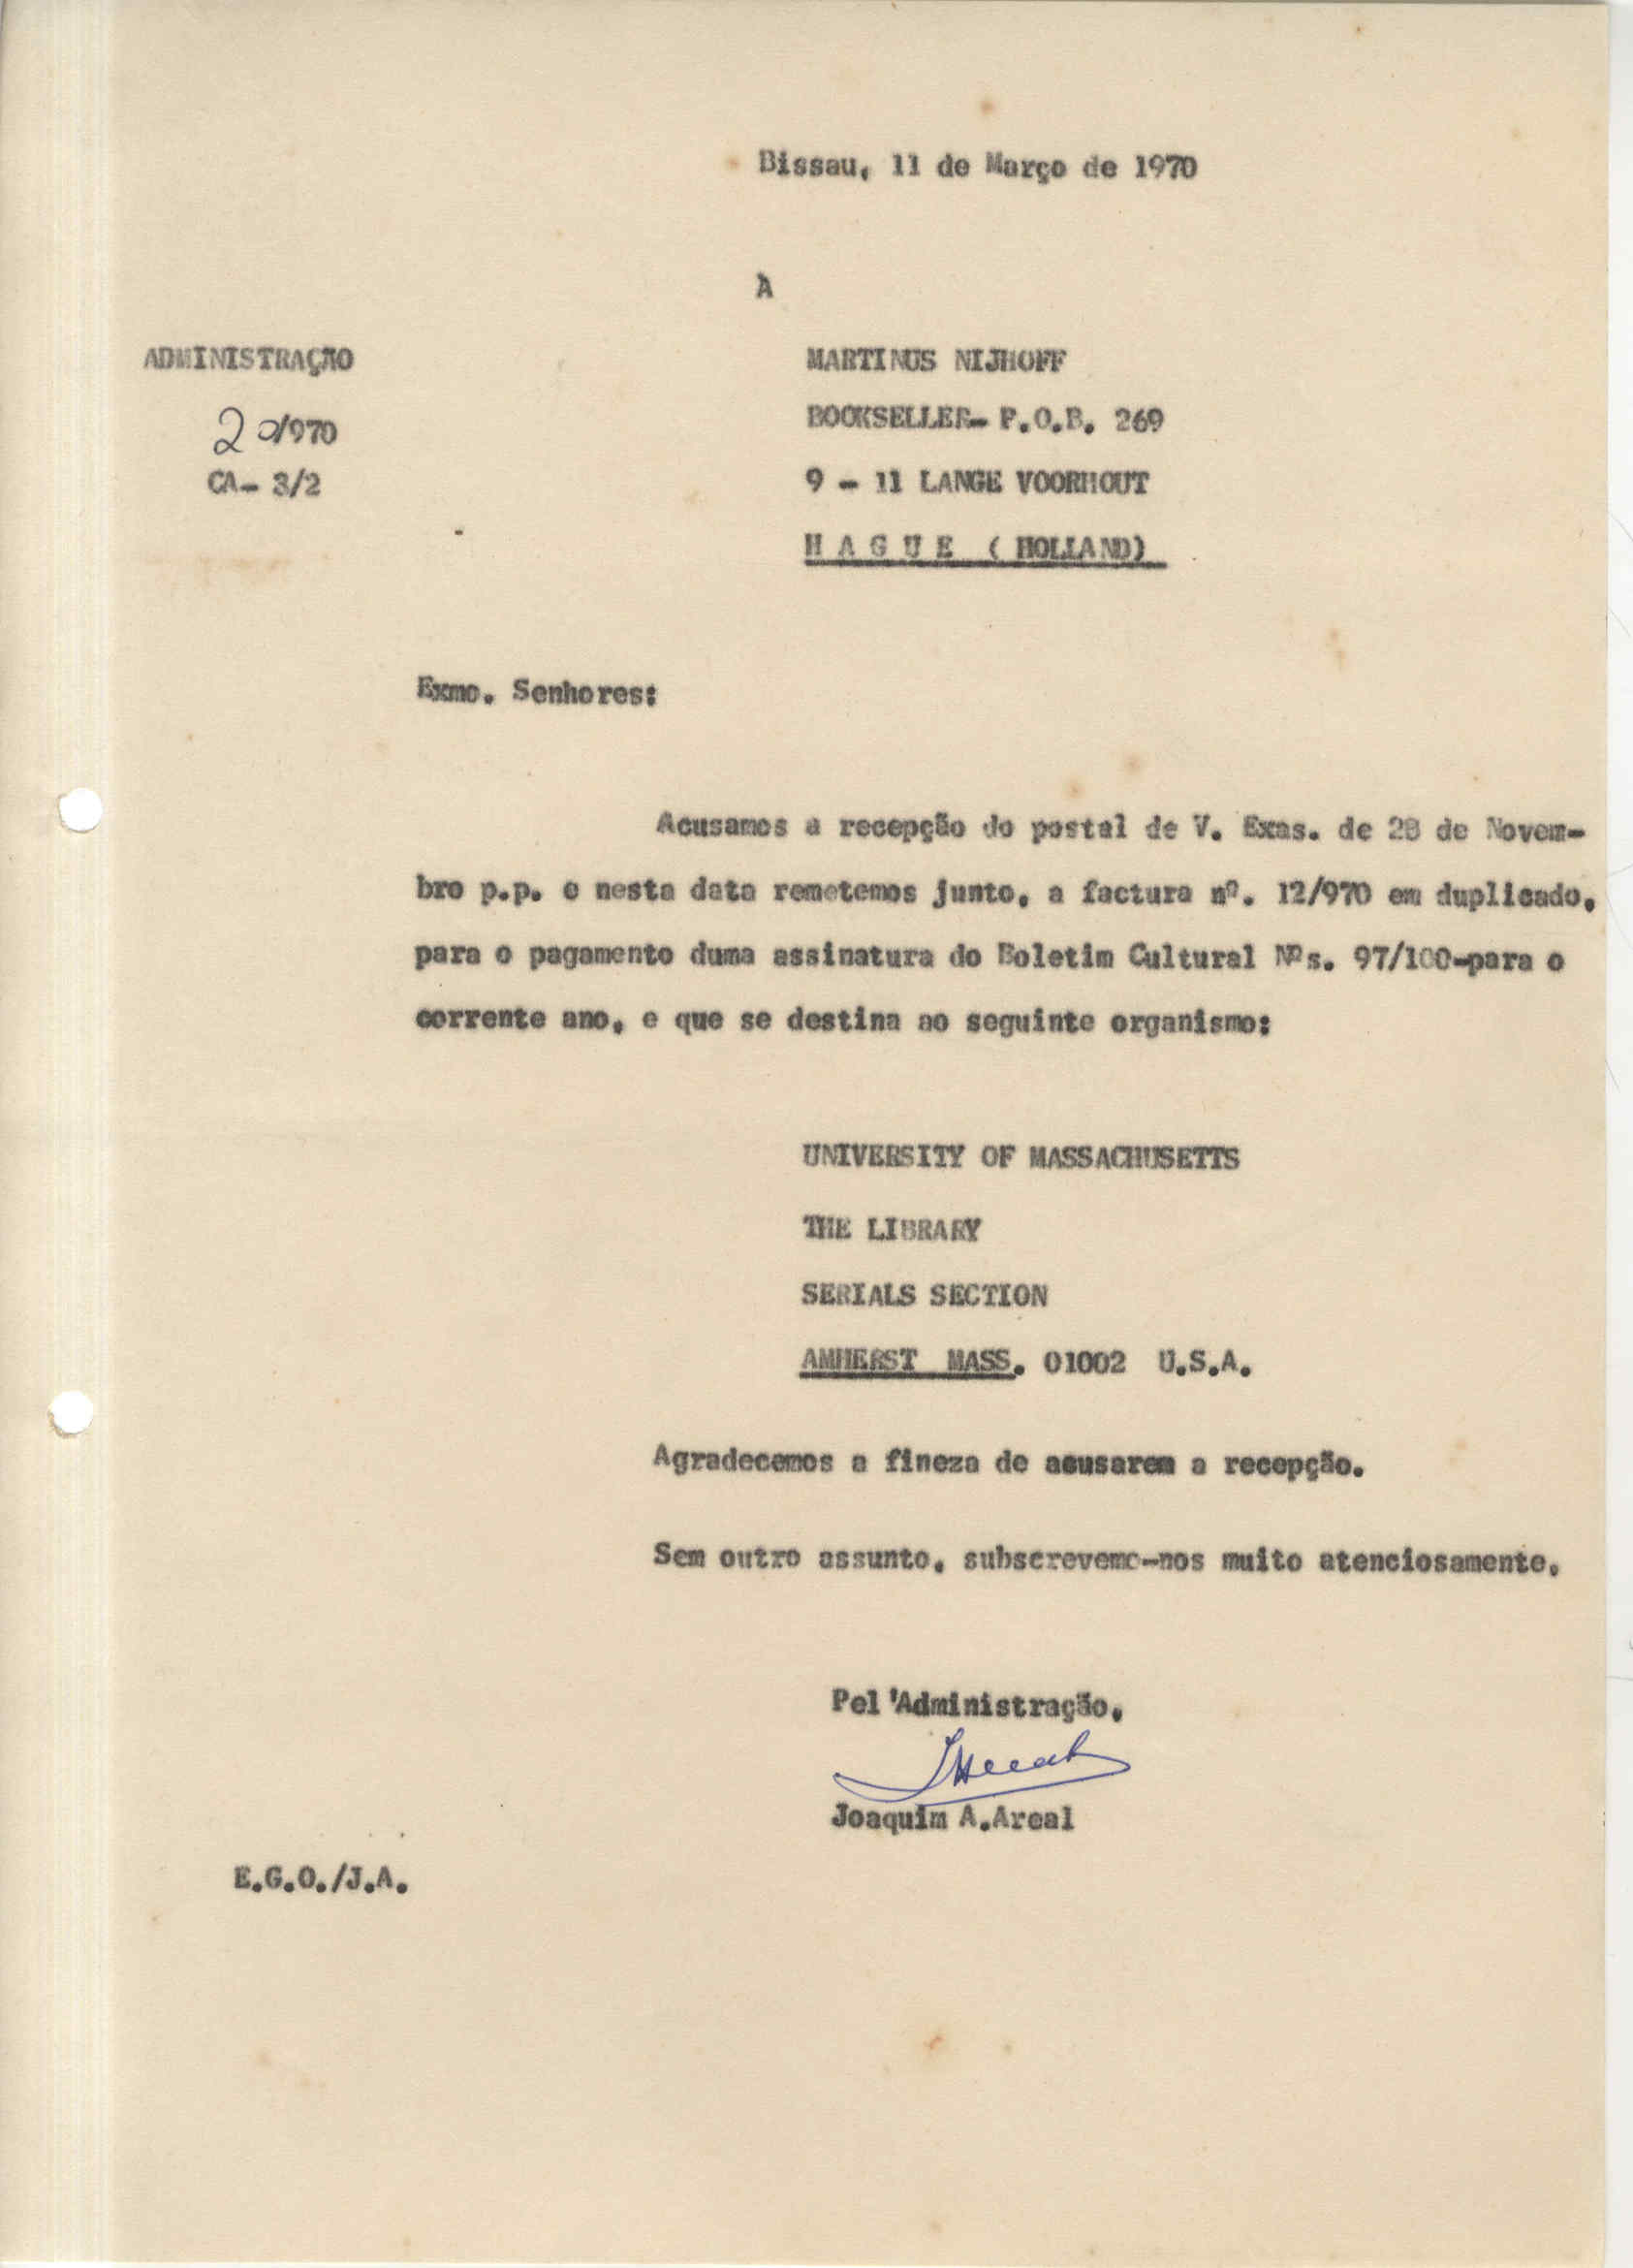 Bissau, 11 de Março de 1970
À
ADMINISTRAÇÃO
20/970
CA- 3/2
MARTINUS NIJHOFF
BOOKSELLER- P.O.B. 269
9 - 11 LANGE VOORHOUT
H A G U E ( HOLLAND)
Exmo. Senhores:
Acusamos a recepção do postal de V. Exas. de 28 de Novem-
bro p.p. e nesta data remetemos junto, a factura nº. 12/970 em duplicado,
para o pagamento duma assinatura do Boletim Cultural Nºs. 97/100-para o
corrente ano, e que se destina ao seguinte organismo:
UNIVERSITY OF MASSACHUSETTS
THE LIBRARY
SERIALS SECTION
AMHERST MASS. 01002 U.S.A.
Agradecemos a fineza de acusarem a recepção.
Sem outro assunto, subscrevemo-nos muito atenciosamente,
Pel'Administração,
Joaquim A.Areal
E.G.O./J.A.